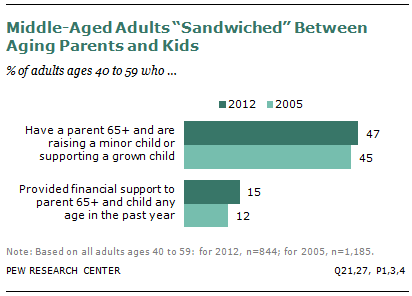 Middle-Aged Adults “Sandwiched” Between
Aging Parents and Kids
% of adults ages 40 to 59 who ...
2012 2005
Have a parent 65+ and are
raising a minor child or
supporting a grown child
47
45
Provided financial support to
parent 65+ and child any
age in the past year
15
12
Note: Based on all adults ages 40 to 59: for 2012, n=844; for 2005, n=1,185.
PEW RESEARCH CENTER Q21,27, P1,3,4